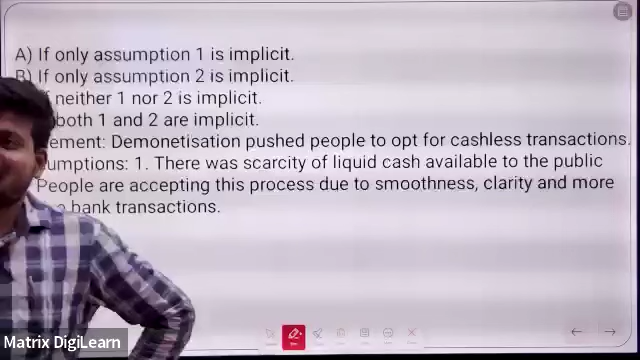 A) If only assumption 1 is implicit.
B) If only assumption 2 is implicit.
neither 1 nor 2 is implicit.
both 1 and 2 are implicit.
ement: Demonetisation pushed people to opt for cashless transactions.
umptions: 1. There was scarcity of liquid cash available to the public
People are accepting this process due to smoothness, clarity and more
bank transactions.
Matrix DigiLearn